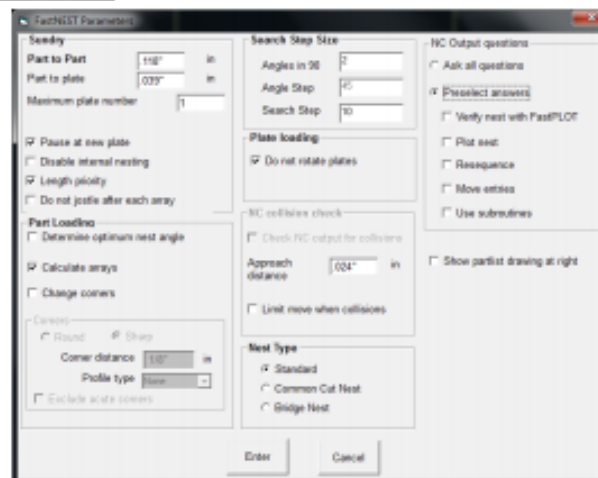 FastNEST Parameters
Sundry
Part to Part .118" in
Part to plate .039" in
Maximum plate number 1
Pause at new plate
Disable internal nesting
Length priority
Do not jostle after each array
Part Loading
Determine optimum nest angle
Calculate arrays
Change corners
Corners
Round Sharp
Corner distance 1/8" in
Profile type None
Exclude acute corners
Search Step Size
Angles in 90 2
Angle Step 45
Search Step 10
Plate loading
Do not rotate plates
NC collision check
Check NC output for collisions
Approach distance .024" in
Limit move when collisions
Nest Type
Standard
Common Cut Nest
Bridge Nest
NC Output questions
Ask all questions
Preselect answers
Verify nest with FastPLOT
Plot nest
Resequence
Move entries
Use subroutines
Show partlist drawing at right
Enter Cancel